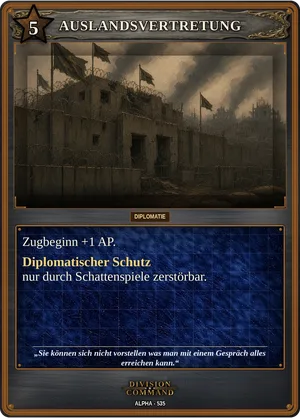 5
AUSLANDSVERTRETUNG
DIPLOMATIE
Zugbeginn +1 AP.
Diplomatischer Schutz
nur durch Schattenspiele zerstörbar.
„Sie können sich nicht vorstellen was man mit einem Gespräch alles
erreichen kann.“
DIVISION
COMMAND
ALPHA - 535